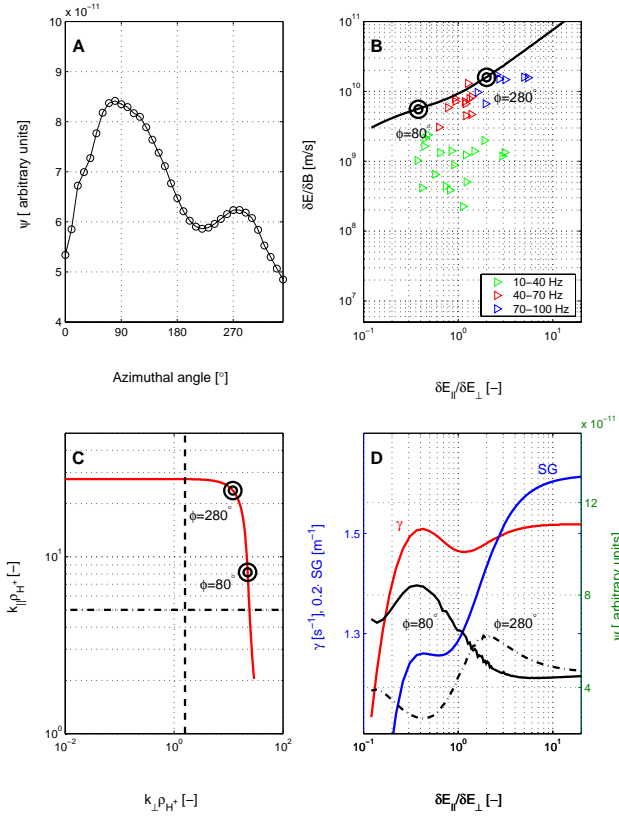 x 10⁻¹¹
10
9
8
7
6
5
4
A
ψ [ arbitrary units]
0
90
180
270
Azimuthal angle [°]
B
10¹¹
10¹⁰
10⁹
10⁸
10⁷
δE/δB [m/s]
ϕ=80°
ϕ=280°
10−40 Hz
40−70 Hz
70−100 Hz
10⁻¹
10⁰
10¹
δE||/δE⊥ [−]
C
10¹
10⁰
k||ρH⁺ [−]
ϕ=280°
ϕ=80°
10⁻²
10⁰
10²
k⊥ρH⁺ [−]
D
x 10⁻¹¹
SG
γ
1.5
1.3
γ [s⁻¹], 0.2· SG [m⁻¹]
12
8
4
ψ [ arbitrary units]
ϕ=80°
ϕ=280°
10⁻¹
10⁰
10¹
δE||/δE⊥ [−]